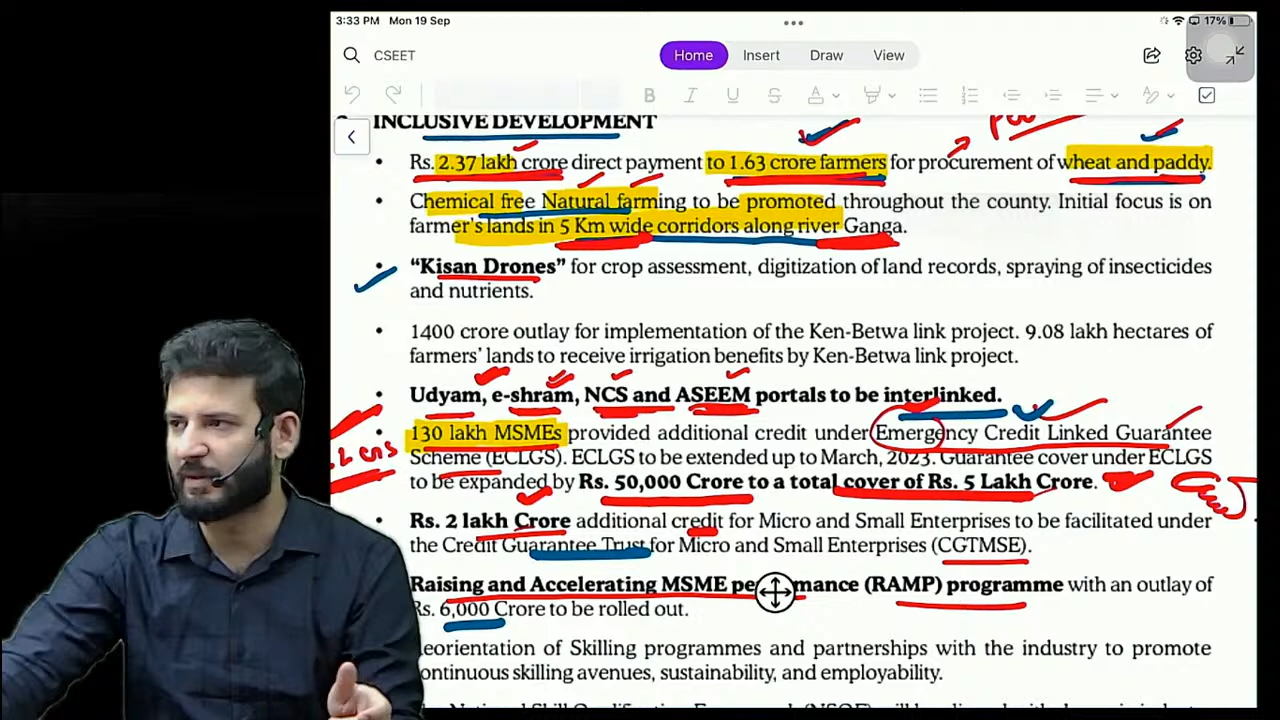 3:33 PM Mon 19 Sep
17%
CSEET
Home Insert Draw View
INCLUSIVE DEVELOPMENT
• Rs. 2.37 lakh crore direct payment to 1.63 crore farmers for procurement of wheat and paddy.
• Chemical free Natural farming to be promoted throughout the county. Initial focus is on
farmer's lands in 5 Km wide corridors along river Ganga.
• "Kisan Drones" for crop assessment, digitization of land records, spraying of insecticides
and nutrients.
• 1400 crore outlay for implementation of the Ken-Betwa link project. 9.08 lakh hectares of
farmers' lands to receive irrigation benefits by Ken-Betwa link project.
• Udyam, e-shram, NCS and ASEEM portals to be interlinked.
• 130 lakh MSMEs provided additional credit under Emergency Credit Linked Guarantee
Scheme (ECLGS). ECLGS to be extended up to March, 2023. Guarantee cover under ECLGS
to be expanded by Rs. 50,000 Crore to a total cover of Rs. 5 Lakh Crore.
• Rs. 2 lakh Crore additional credit for Micro and Small Enterprises to be facilitated under
the Credit Guarantee Trust for Micro and Small Enterprises (CGTMSE).
Raising and Accelerating MSME pe mance (RAMP) programme with an outlay of
Rs. 6,000 Crore to be rolled out.
Reorientation of Skilling programmes and partnerships with the industry to promote
continuous skilling avenues, sustainability, and employability.